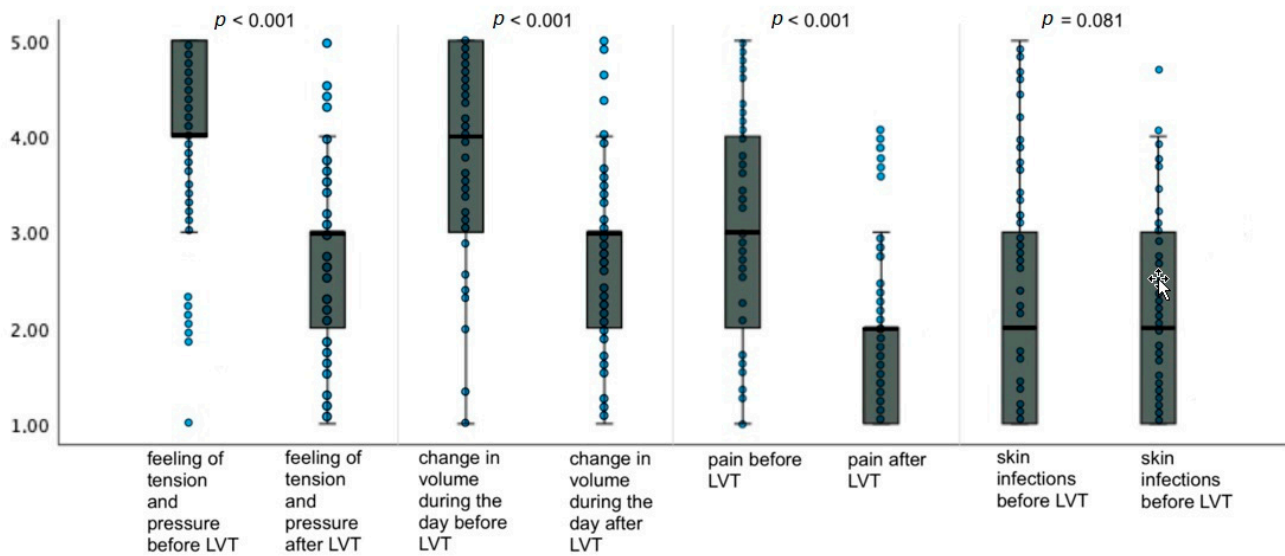 p < 0.001
p < 0.001
p < 0.001
p = 0.081
5.00
4.00
3.00
2.00
1.00
feeling of
tension
and
pressure
before LVT
feeling of
tension
and
pressure
after LVT
change in
volume
during the
day before
LVT
change in
volume
during the
day after
LVT
pain before
LVT
pain after
LVT
skin
infections
before LVT
skin
infections
before LVT